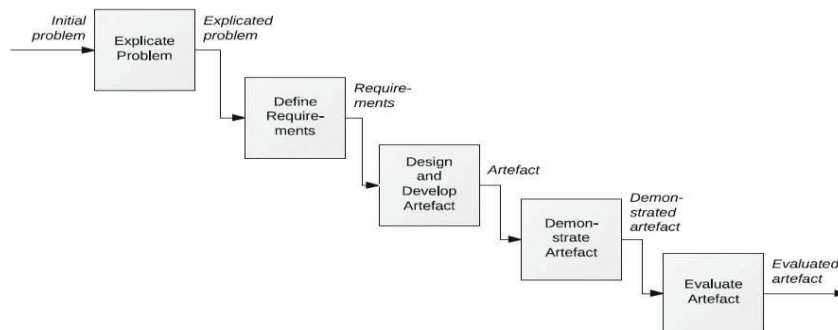 Initial
problem
Explicate
Problem
Explicated
problem
Define
Require-
ments
Require-
ments
Design
and
Develop
Artefact
Artefact
Demon-
strate
Artefact
Demon-
strated
artefact
Evaluate
Artefact
Evaluated
artefact